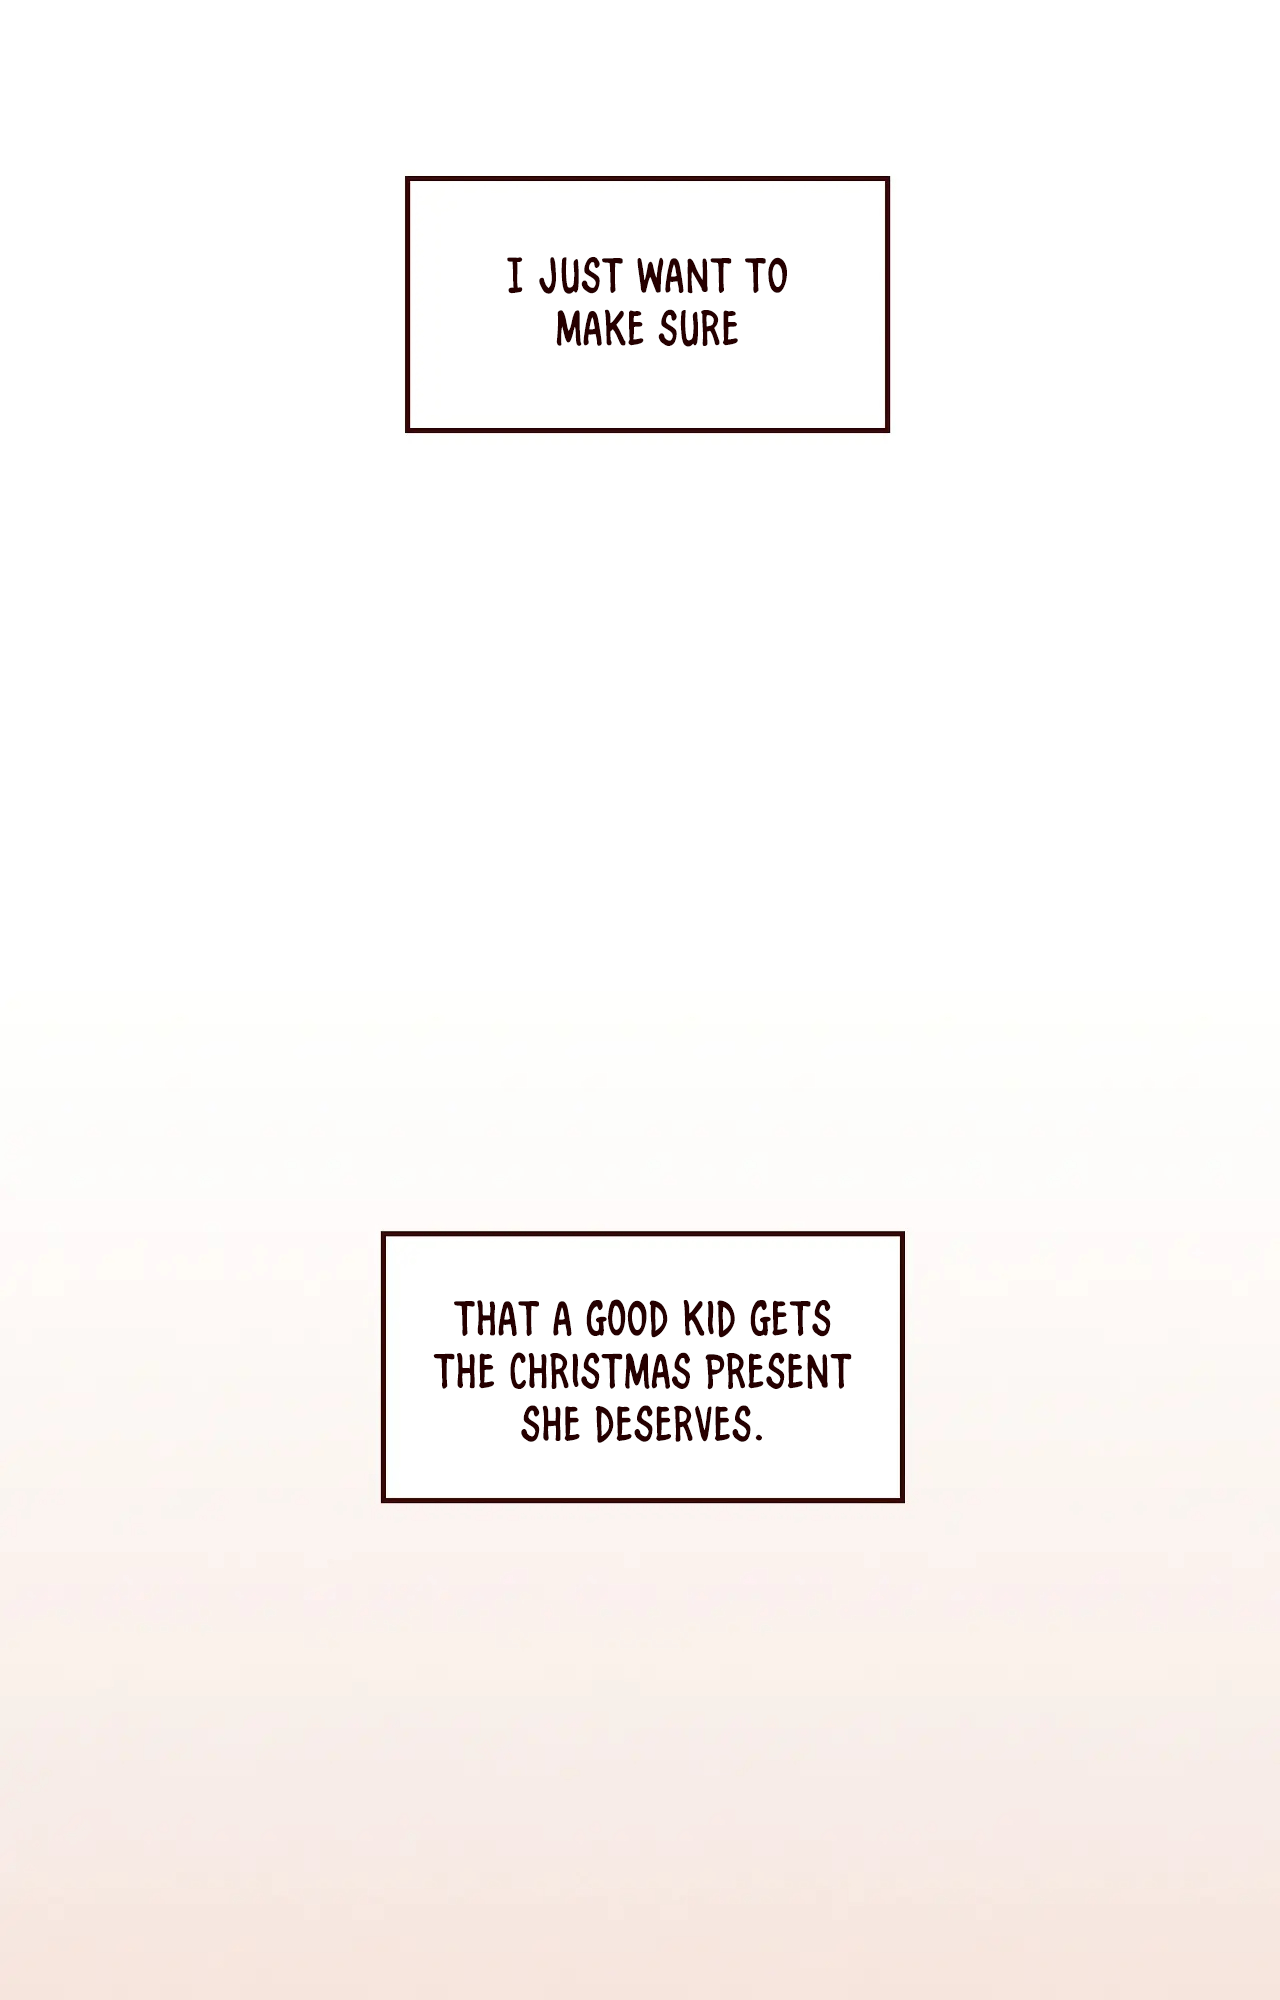 I JUST WANT TO
MAKE SURE
THAT A GOOD KID GETS
THE CHRISTMAS PRESENT
SHE DESERVES.